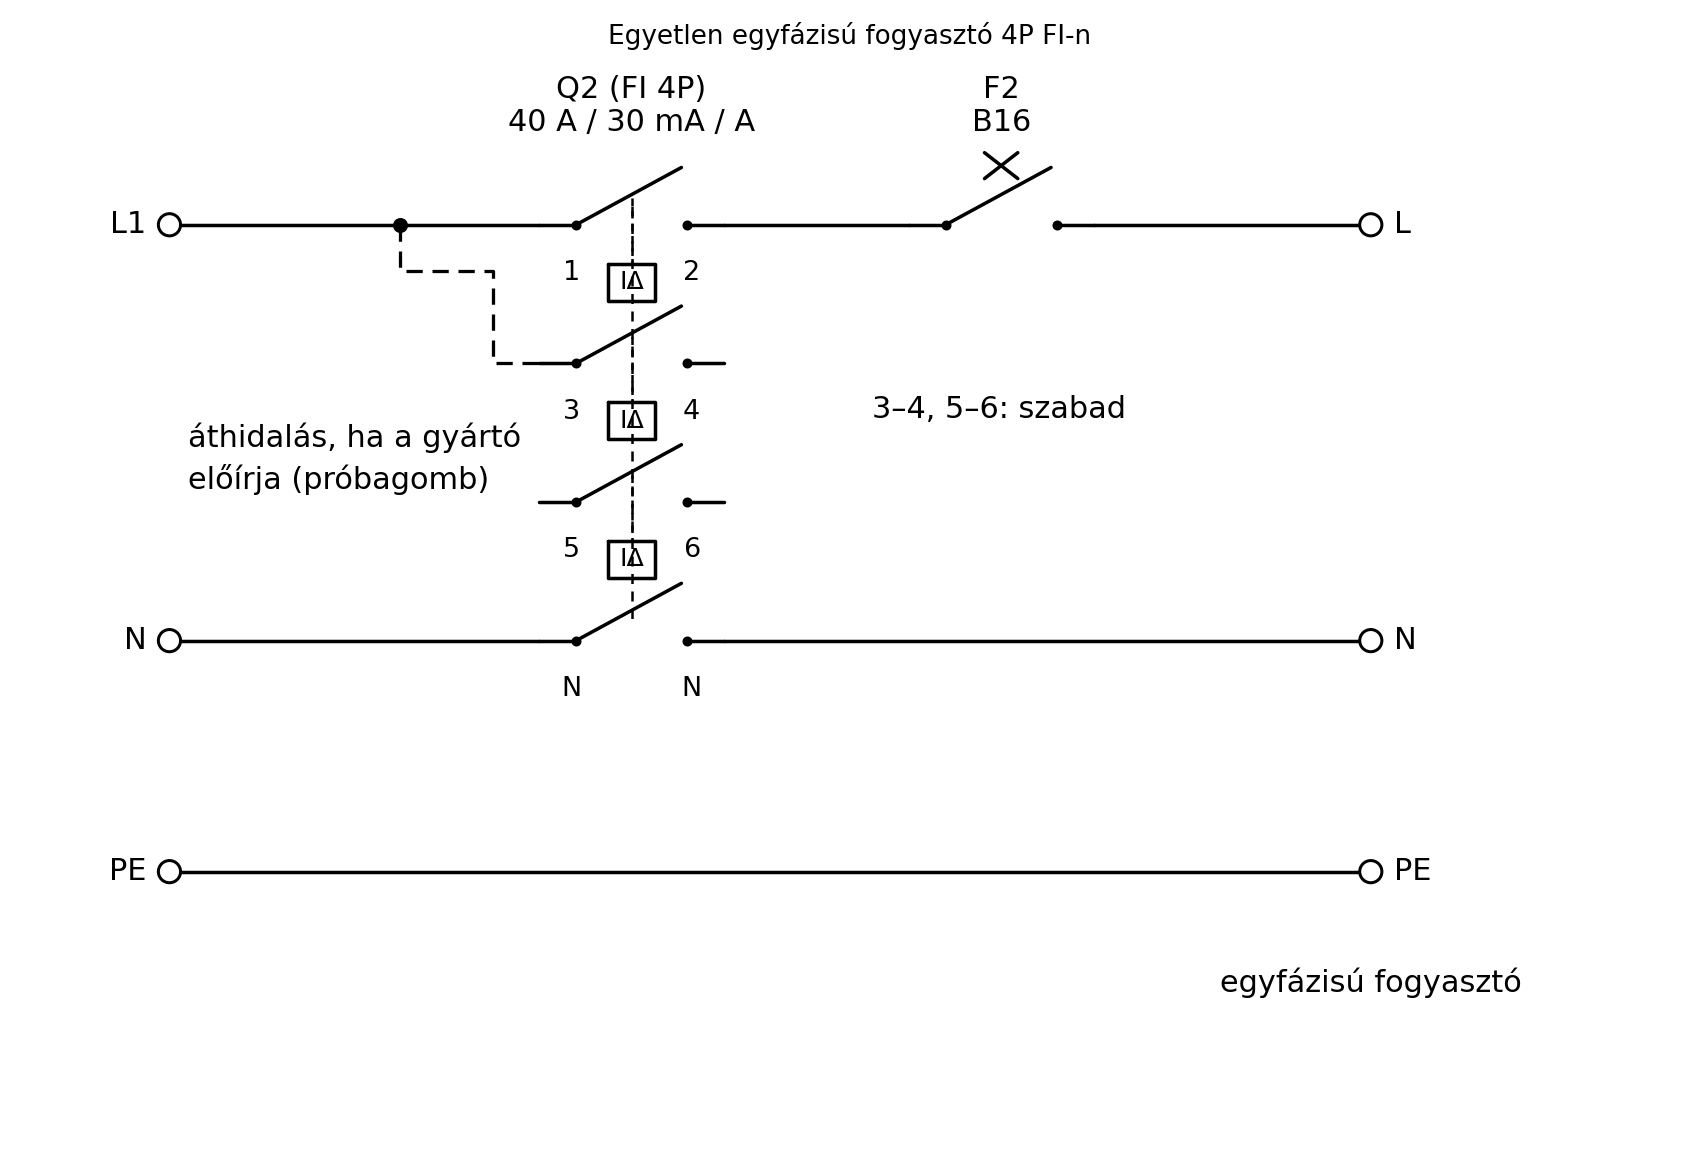 Egyetlen egyfázisú fogyasztó 4P FI-n
Q2 (FI 4P)
40 A / 30 mA / A
F2
B16
L1
L
1
IΔ
2
3
IΔ
4
3–4, 5–6: szabad
áthidalás, ha a gyártó
előírja (próbagomb)
5
IΔ
6
N
N
N
N
PE
PE
egyfázisú fogyasztó